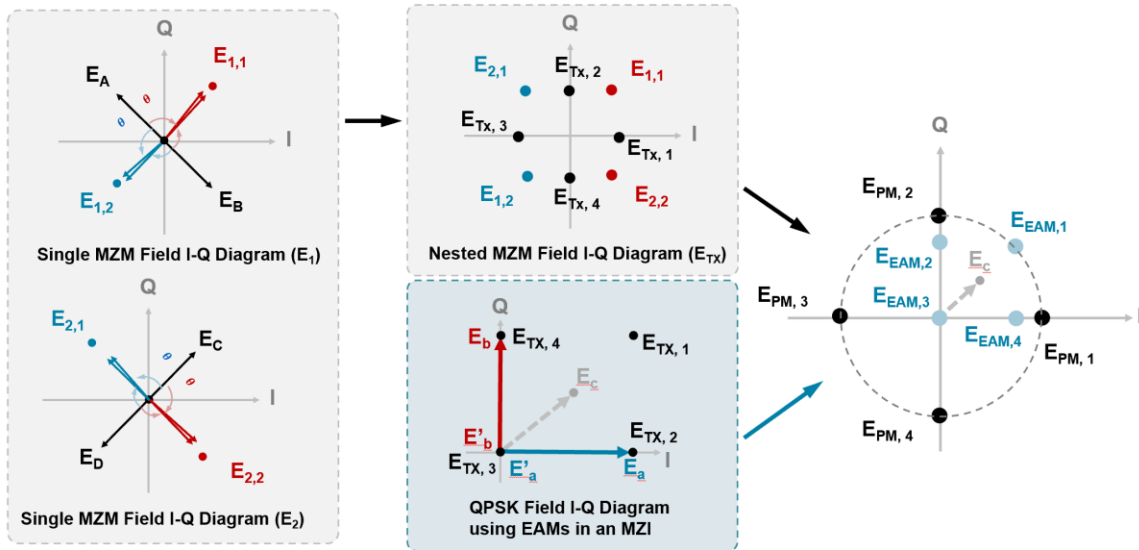 Q
E1,1
EA
θ
θ
I
E1,2
EB
Single MZM Field I-Q Diagram (E1)
Q
E2,1
EC
θ
θ
I
ED
E2,2
Single MZM Field I-Q Diagram (E2)
Q
E2,1
ETx, 2
E1,1
ETx, 3
I
ETx, 1
E1,2
ETx, 4
E2,2
Nested MZM Field I-Q Diagram (ETX)
Q
Eb
ETX, 4
ETX, 1
Ec
E'b
ETX, 2
ETX, 3
I
E'a
Ea
QPSK Field I-Q Diagram
using EAMs in an MZI
Q
EPM, 2
EEAM,1
EEAM,2
Ec
EPM, 3
EEAM,3
I
EEAM,4
EPM, 1
EPM, 4